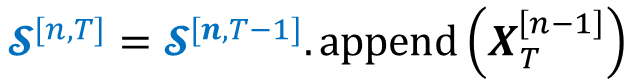 𝓢^{[n,T]} = 𝓢^{[𝒏,T−1]}.append(𝑿_T^{[n−1]})